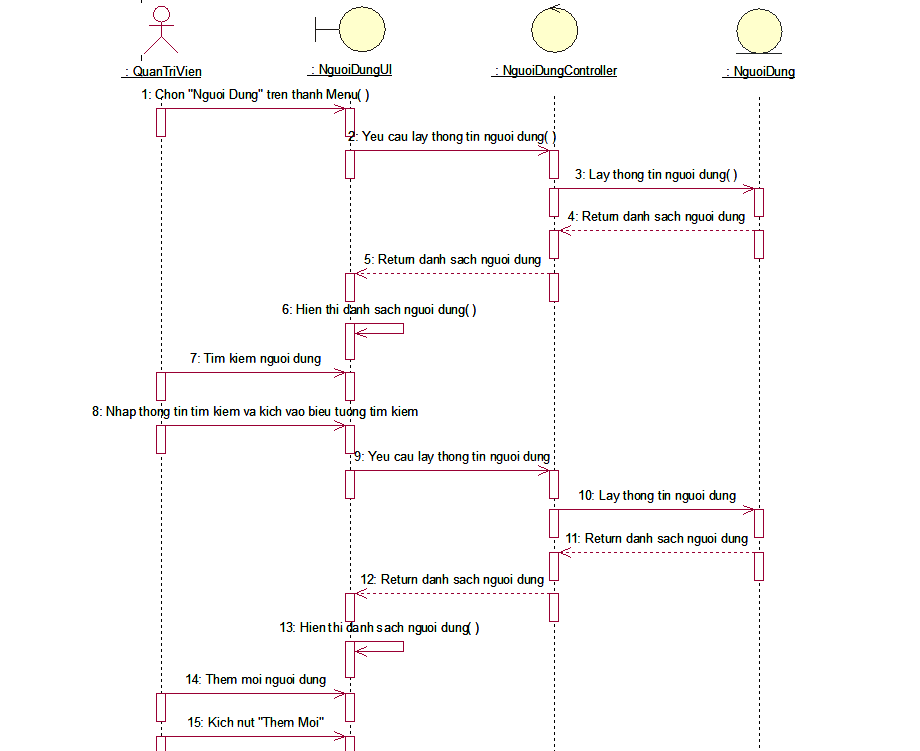 : QuanTriVien
: NguoiDungUI
: NguoiDungController
: NguoiDung
1: Chon "Nguoi Dung" tren thanh Menu( )
2: Yeu cau lay thong tin nguoi dung( )
3: Lay thong tin nguoi dung( )
4: Return danh sach nguoi dung
5: Return danh sach nguoi dung
6: Hien thi danh sach nguoi dung( )
7: Tim kiem nguoi dung
8: Nhap thong tin tim kiem va kich vao bieu tuong tim kiem
9: Yeu cau lay thong tin nguoi dung
10: Lay thong tin nguoi dung
11: Return danh sach nguoi dung
12: Return danh sach nguoi dung
13: Hien thi danh sach nguoi dung( )
14: Them moi nguoi dung
15: Kich nut "Them Moi"